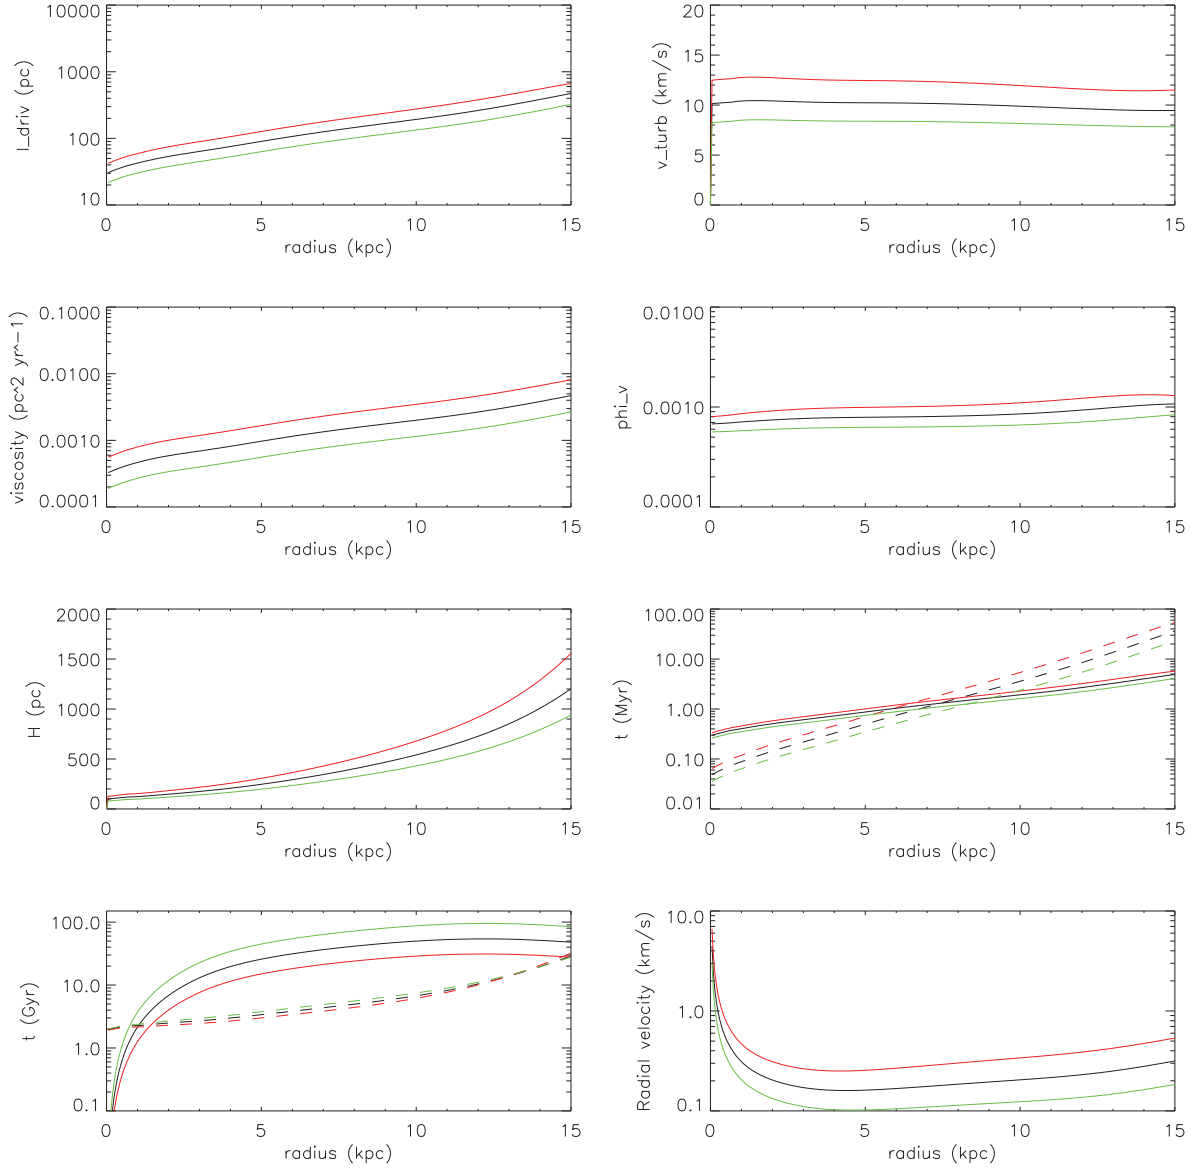 l_driv (pc)
10000
1000
100
10
0 5 10 15
radius (kpc)
v_turb (km/s)
20
15
10
5
0
0 5 10 15
radius (kpc)
viscosity (pc^2 yr^-1)
0.1000
0.0100
0.0010
0.0001
0 5 10 15
radius (kpc)
phi_v
0.0100
0.0010
0.0001
0 5 10 15
radius (kpc)
H (pc)
2000
1500
1000
500
0
0 5 10 15
radius (kpc)
t (Myr)
100.00
10.00
1.00
0.10
0.01
0 5 10 15
radius (kpc)
t (Gyr)
100.0
10.0
1.0
0.1
0 5 10 15
radius (kpc)
Radial velocity (km/s)
10.0
1.0
0.1
0 5 10 15
radius (kpc)